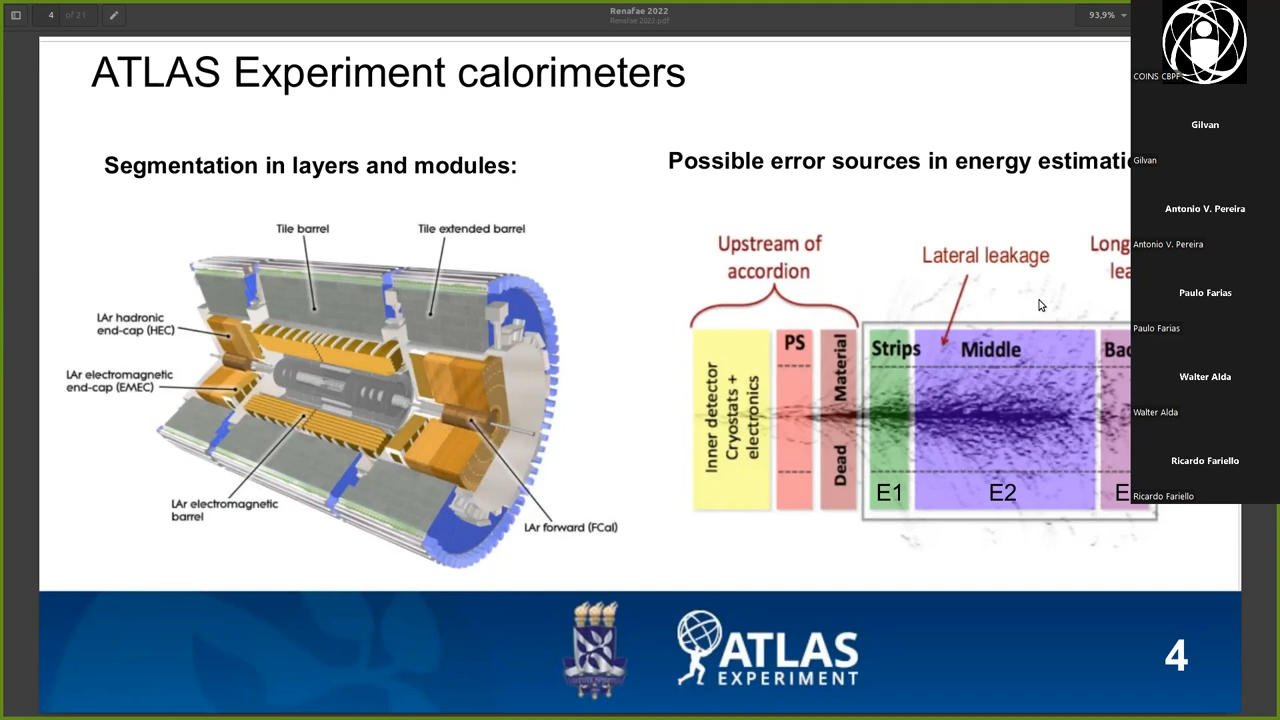 4 of 21
Renafae 2022
Renafae 2022.pdf
93,9%
ATLAS Experiment calorimeters
Segmentation in layers and modules:
Possible error sources in energy
Tile barrel
Tile extended barrel
LAr hadronic
end-cap (HEC)
LAr electromagnetic
end-cap (EMEC)
LAr electromagnetic
barrel
LAr forward (FCal)
Upstream of
accordion
Lateral leakage
Inner detector
Cryostats +
electronics
PS
Dead Material
Strips
Middle
E1
E2
ATLAS
EXPERIMENT
4
COINS CBPF
Gilvan
Gilvan
Antonio V. Pereira
Antonio V. Pereira
Paulo Farias
Paulo Farias
Walter Alda
Walter Alda
Ricardo Fariello
Ricardo Fariello